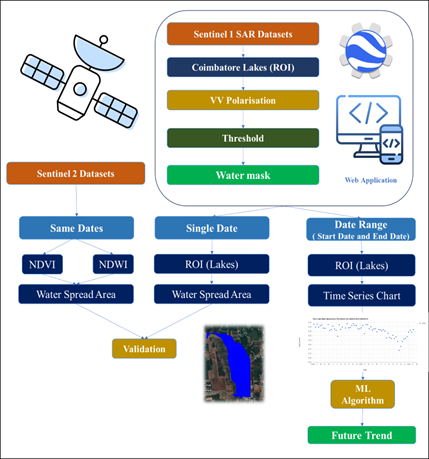 Sentinel 1 SAR Datasets
Coimbatore Lakes (ROI)
VV Polarisation
Threshold
Water mask
</>
</>
Web Application
Sentinel 2 Datasets
Same Dates
Single Date
Date Range
( Start Date and End Date)
NDVI
NDWI
ROI (Lakes)
ROI (Lakes)
Water Spread Area
Water Spread Area
Time Series Chart
Validation
ML
Algorithm
Future Trend